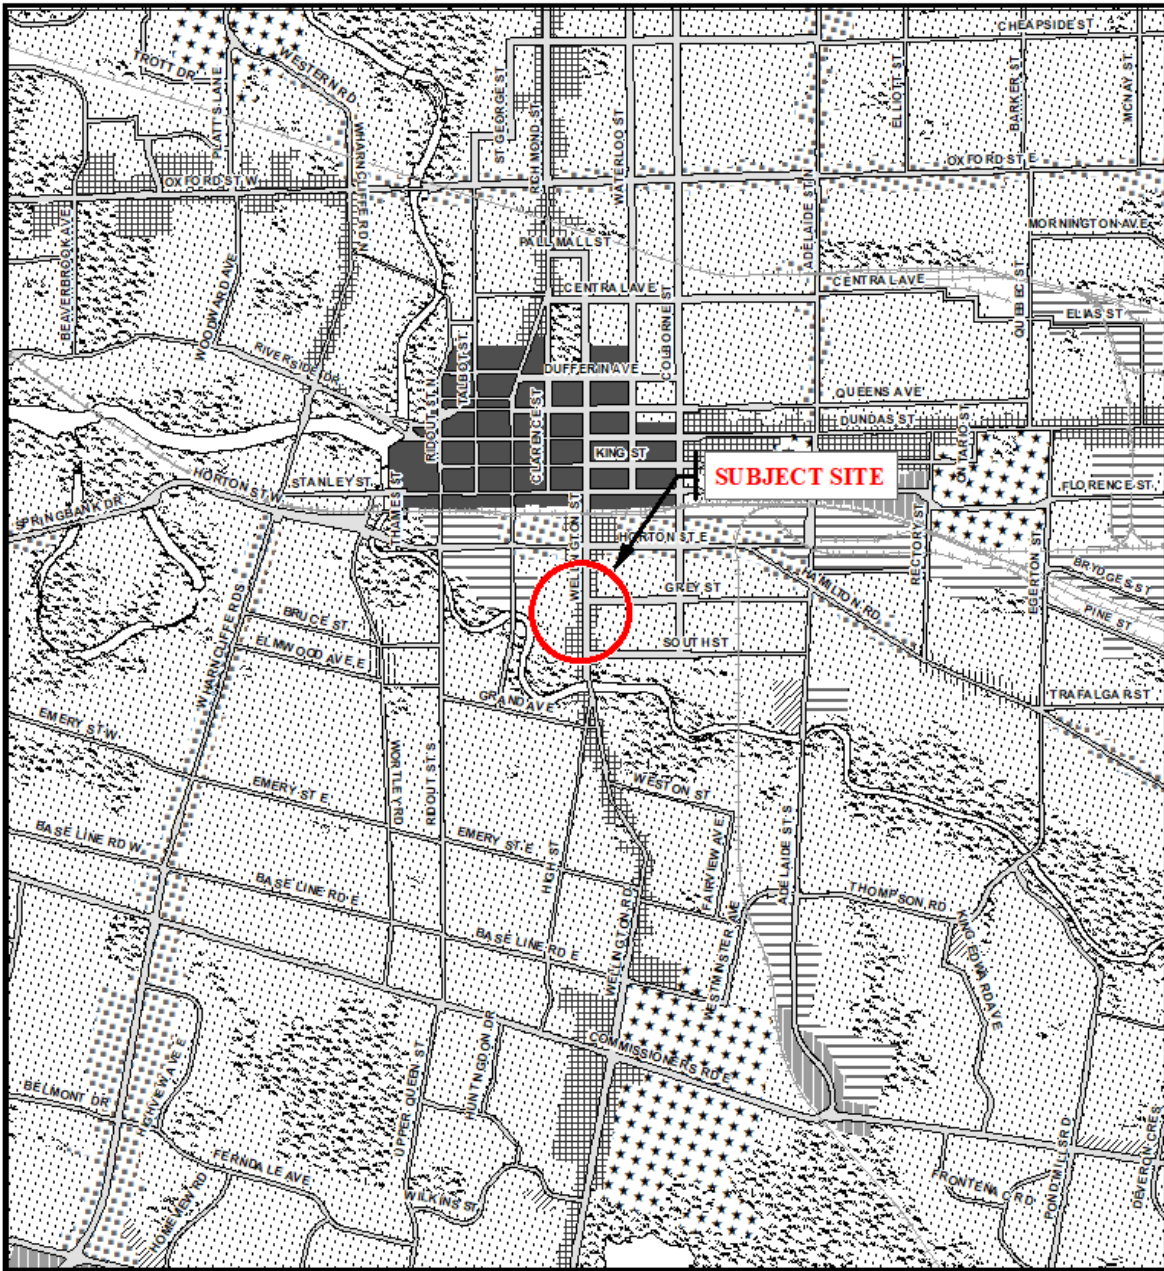 CHEAPSIDE ST
TROTT DR
WESTERN RD
PLATT'S LANE
ST GEORGE ST
RICHMOND ST
WATERLOO ST
ELLIOTT ST
BARKER ST
MCNAY ST
WHARNCLIFFE RD N
OXFORD ST W
OXFORD ST E
BEAVERBROOK AVE
WOODWARD AVE
PALL MALL ST
ADELAIDE ST N
MORNINGTON AVE
CENTRAL AVE
CENTRAL AVE
COLBORNE ST
QUEBEC ST
ELIAS ST
RIVERSIDE DR
TALBOT ST
RIDOUT ST N
DUFFERIN AVE
CLARENCE ST
QUEENS AVE
DUNDAS ST
KING ST
ONTARIO ST
SUBJECT SITE
HORTON ST W
STANLEY ST
THAMES ST
SPRINGBANK DR
FLORENCE ST
WELLINGTON ST
HORTON ST E
RECTORY ST
EGERTON ST
BRYDGES ST
PINE ST
GREY ST
HAMILTON RD
WHARNCLIFFE RD S
BRUCE ST
ELMWOOD AVE E
SOUTH ST
GRAND AVE
TRAFALGAR ST
EMERY ST W
WORTLEY RD
RIDOUT ST S
EMERY ST E
WESTON ST
BASE LINE RD W
EMERY ST E
HIGH ST
FAIRVIEW AVE
ADELAIDE ST S
BASE LINE RD E
THOMPSON RD
KING EDWARD AVE
BASE LINE RD E
WELLINGTON RD
WESTMINSTER AVE
COMMISSIONERS RD E
HIGHVIEW AVE E
BELMONT DR
UPPER QUEEN ST
HUNTINGDON DR
FERNDALE AVE
HOMEVIEW RD
WILKINS ST
FRONTENAC RD
POND MILLS RD
DEVERON CRES